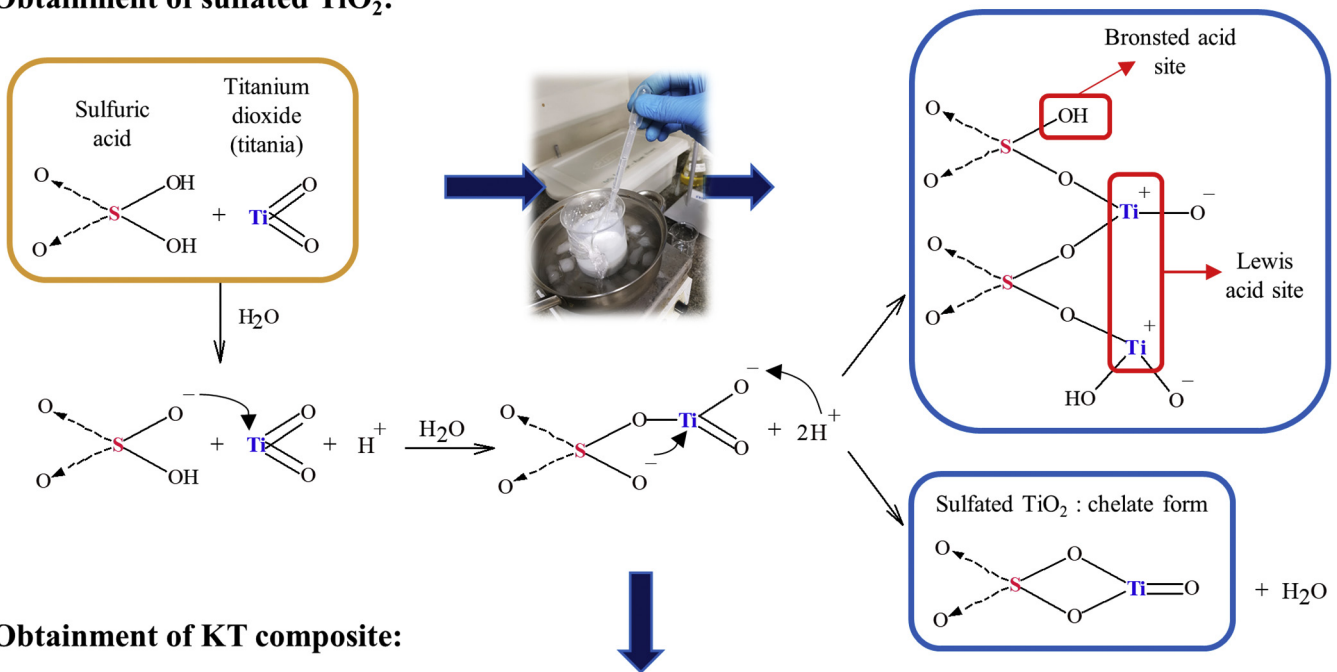 Obtainment of sulfated TiO2:
Sulfuric
acid
Titanium
dioxide
(titania)
O
O
S
OH
OH
+
Ti
O
O
H2O
Bronsted acid
site
O
O
S
OH
O
Ti
+
O
−
O
O
S
O
O
Ti
+
HO
O
−
Lewis
acid site
O
O
S
O
−
OH
+
Ti
O
O
+
H+
H2O
O
O
S
O
Ti
O
−
O
O
−
+
2H+
Sulfated TiO2 : chelate form
O
O
S
O
O
Ti
O
+ H2O
Obtainment of KT composite: